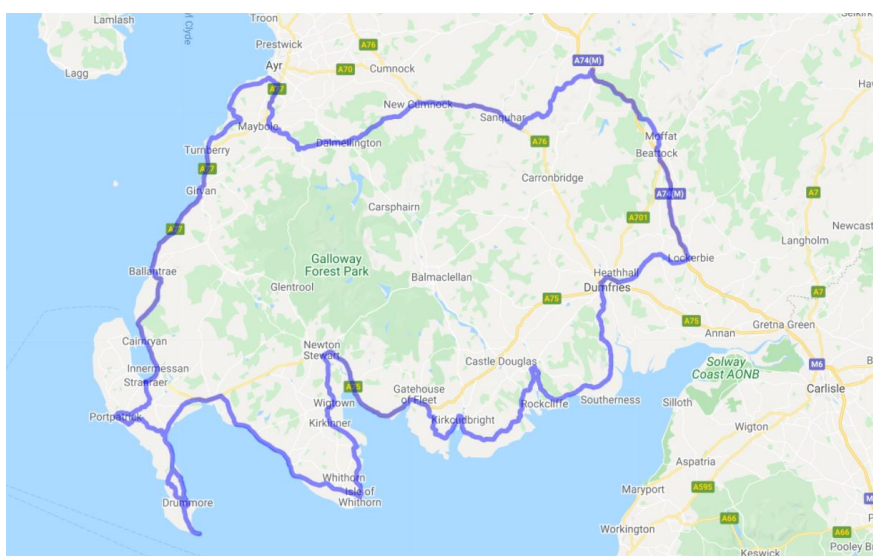 Lamlash
Troon
of Clyde
Selkirk
Prestwick
A76
Lagg
Ayr
A70
Cumnock
A74(M)
A77
New Cumnock
Sanquhar
Maybole
Dalmellington
Moffat
Turnberry
A76
Beattock
A77
Carronbridge
Girvan
A74(M)
A7
Carsphairn
A701
Newcas
A77
Langholm
Galloway
Forest Park
Lockerbie
Ballantrae
Balmaclellan
Heathhall
Glentrool
Dumfries
A7
A75
A75
Gretna Green
Cairnryan
Annan
Newton
Stewart
Castle Douglas
Solway
Coast AONB
M6
Innermessan
Stranraer
A75
Gatehouse
of Fleet
Carlisle
Wigtown
Rockcliffe
Southerness
Silloth
Portpatrick
Kirkinner
Kirkcudbright
Wigton
Whithorn
Aspatria
Isle of
Whithorn
Maryport
A595
Drummore
A66
Workington
A66
Keswick
Pooley Br